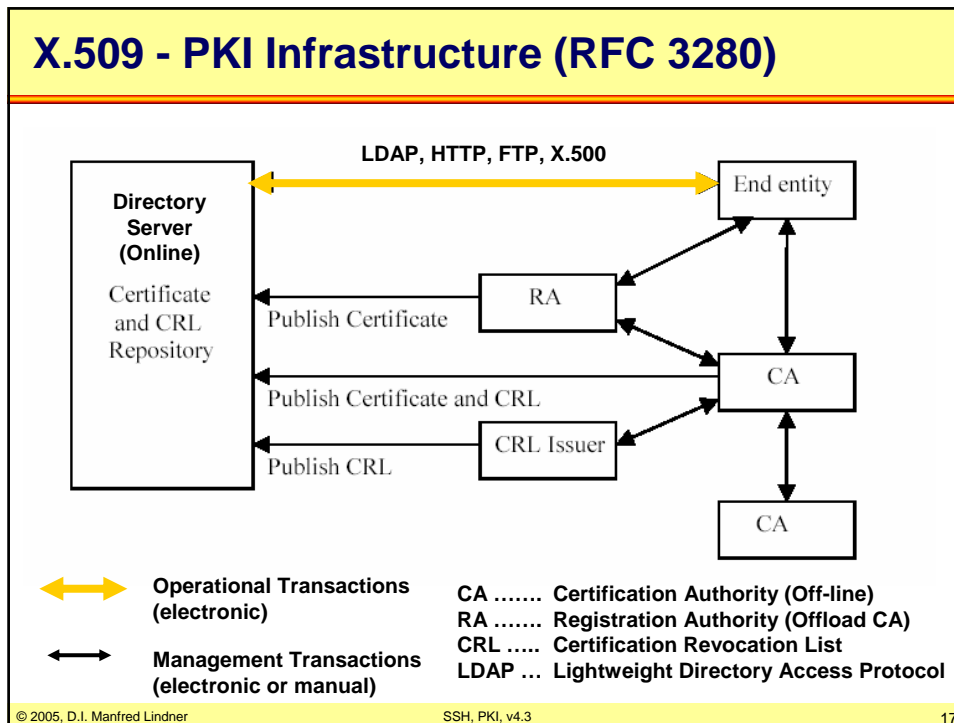 X.509 - PKI Infrastructure (RFC 3280)
LDAP, HTTP, FTP, X.500
Directory
Server
(Online)
Certificate
and CRL
Repository
End entity
RA
Publish Certificate
CA
Publish Certificate and CRL
CRL Issuer
Publish CRL
CA
Operational Transactions
(electronic)
Management Transactions
(electronic or manual)
CA ……. Certification Authority (Off-line)
RA ……. Registration Authority (Offload CA)
CRL ….. Certification Revocation List
LDAP … Lightweight Directory Access Protocol
© 2005, D.I. Manfred Lindner
SSH, PKI, v4.3
17